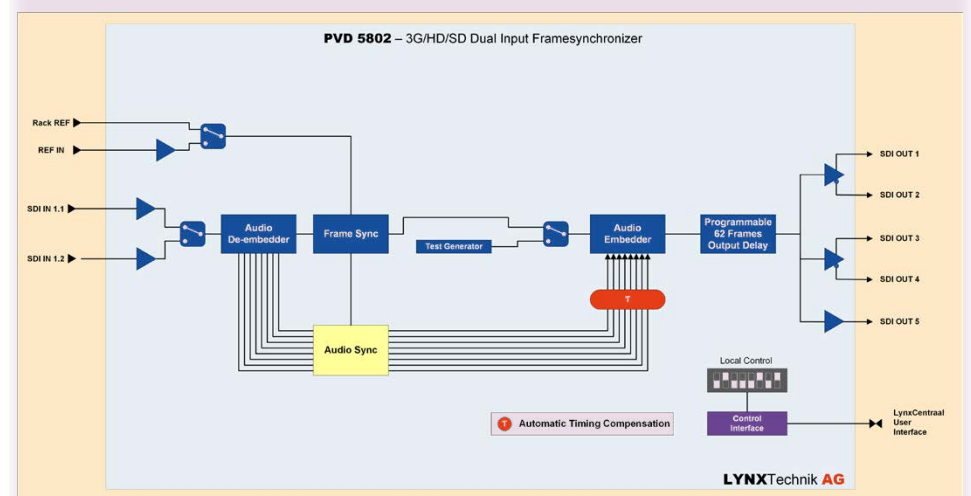 PVD 5802 – 3G/HD/SD Dual Input Framesynchronizer
Rack REF
REF IN
SDI IN 1.1
SDI IN 1.2
Audio
De-embedder
Frame Sync
Test Generator
Audio
Embedder
Programmable
62 Frames
Output Delay
SDI OUT 1
SDI OUT 2
SDI OUT 3
SDI OUT 4
SDI OUT 5
T
Audio Sync
Local Control
Control
Interface
LynxCentraal
User
Interface
T Automatic Timing Compensation
LYNXTechnik AG